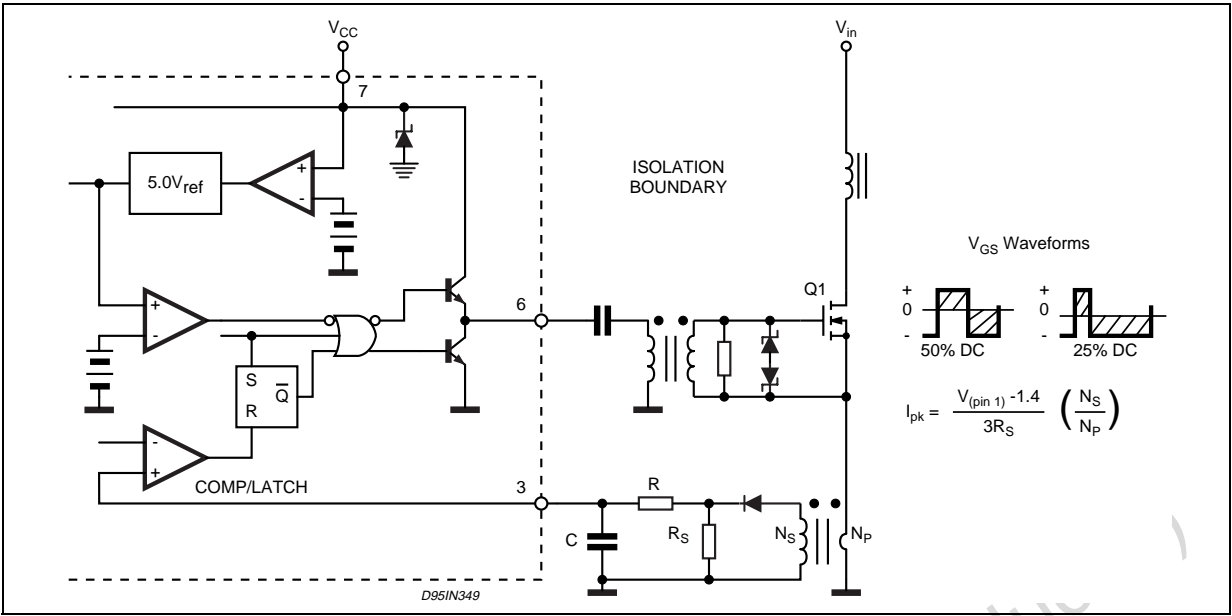 VCC
Vin
7
ISOLATION
BOUNDARY
5.0Vref
+
-
VGS Waveforms
Q1
+
0
-
50% DC
+
0
-
25% DC
+
-
6
S
R
Q̅
Ipk = V(pin 1) -1.4 / 3RS (NS / NP)
-
+
COMP/LATCH
3
R
C
RS
NS
NP
D95IN349